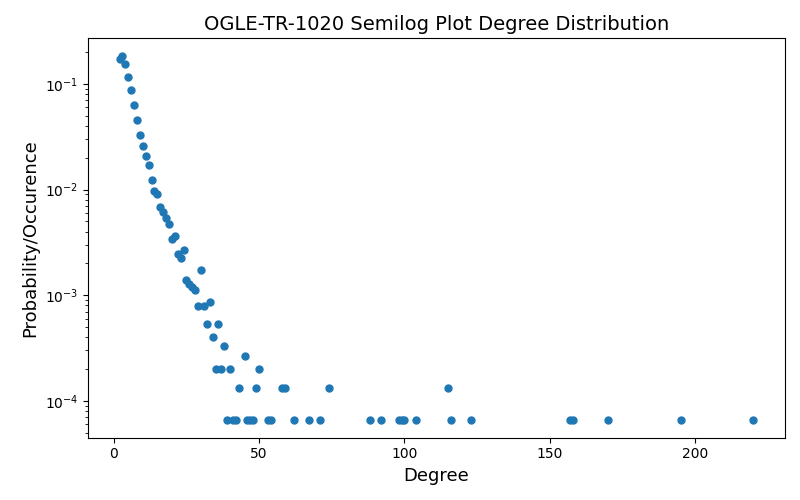 OGLE-TR-1020 Semilog Plot Degree Distribution
Probability/Occurence
10⁻¹
10⁻²
10⁻³
10⁻⁴
0 50 100 150 200
Degree